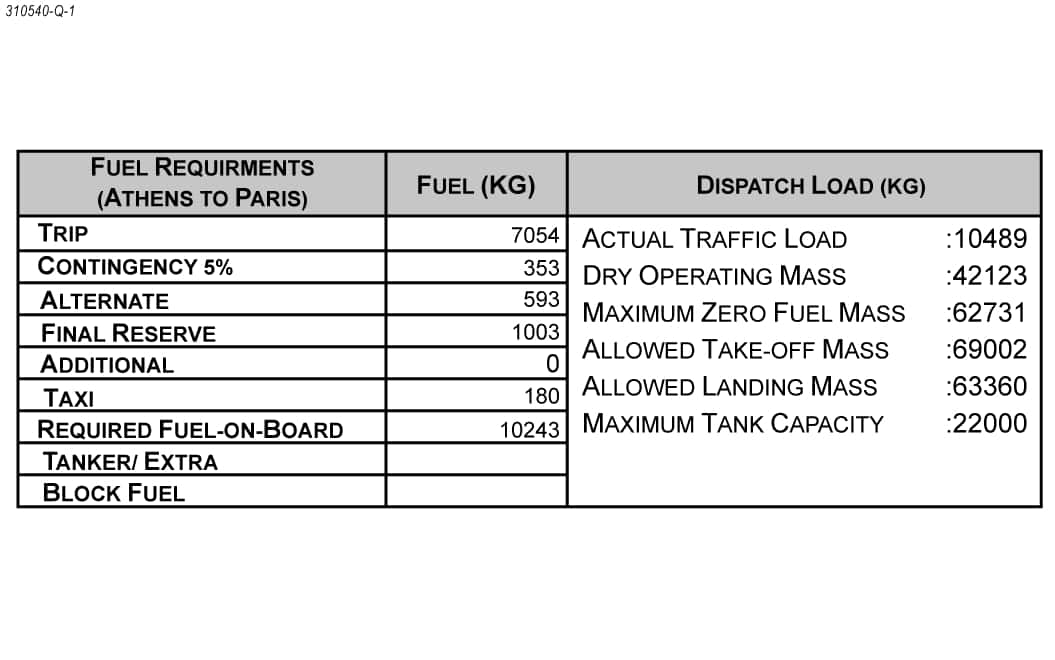 310540-Q-1
FUEL REQUIRMENTS
(ATHENS TO PARIS)
FUEL (KG)
DISPATCH LOAD (KG)
TRIP 7054
CONTINGENCY 5% 353
ALTERNATE 593
FINAL RESERVE 1003
ADDITIONAL 0
TAXI 180
REQUIRED FUEL-ON-BOARD 10243
TANKER/ EXTRA
BLOCK FUEL
ACTUAL TRAFFIC LOAD :10489
DRY OPERATING MASS :42123
MAXIMUM ZERO FUEL MASS :62731
ALLOWED TAKE-OFF MASS :69002
ALLOWED LANDING MASS :63360
MAXIMUM TANK CAPACITY :22000